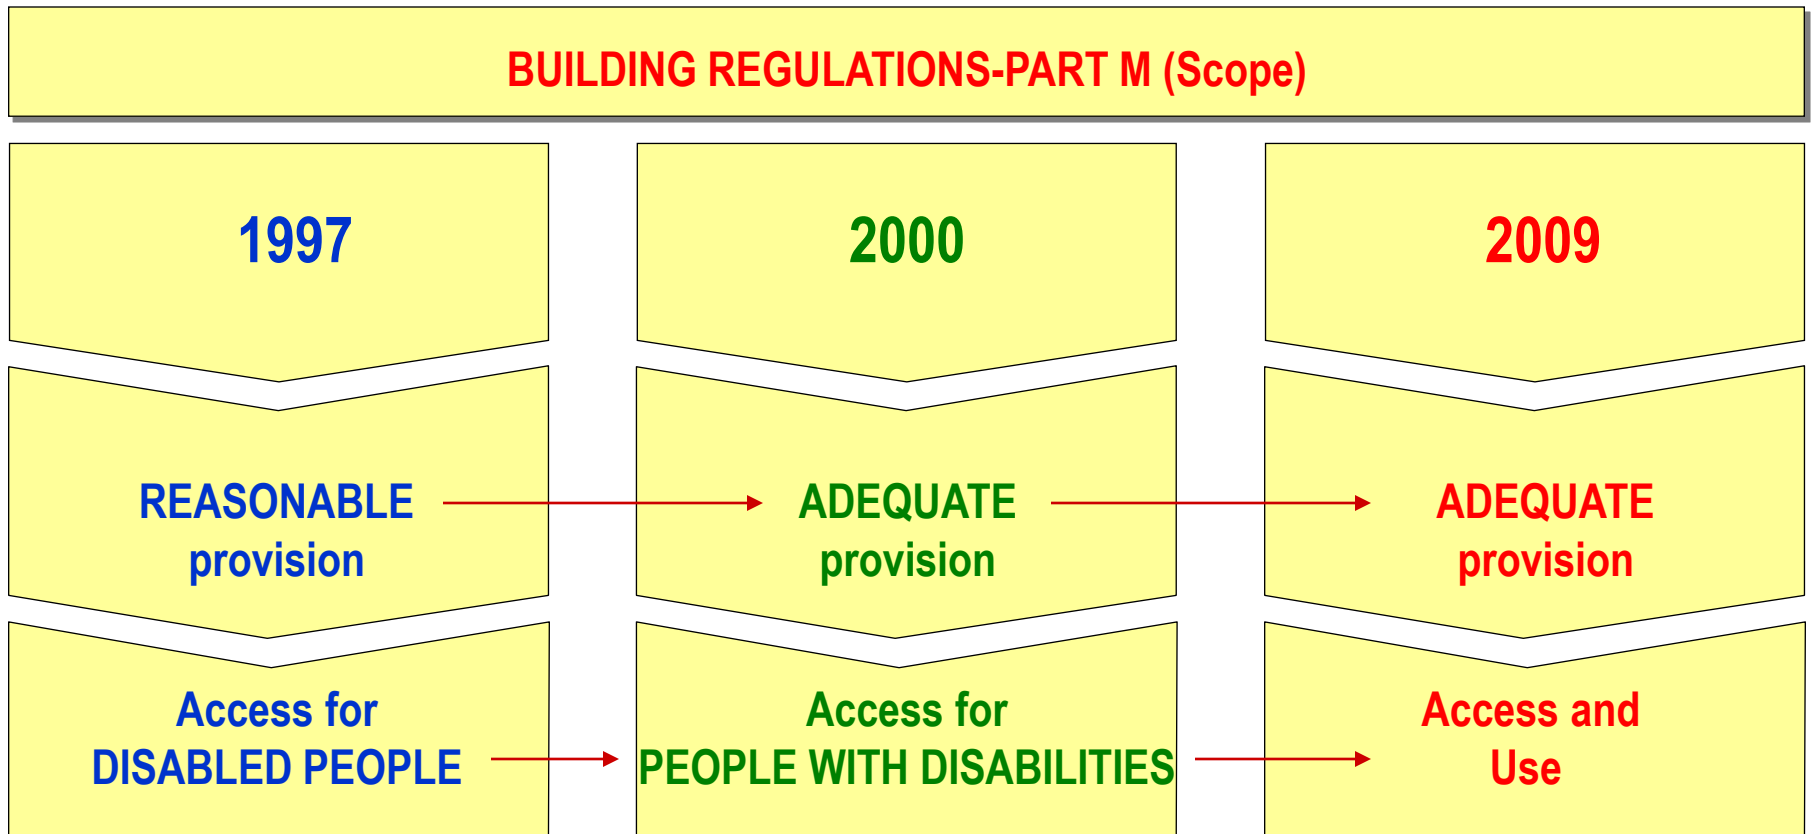 BUILDING REGULATIONS-PART M (Scope)
1997
2000
2009
REASONABLE
provision
ADEQUATE
provision
ADEQUATE
provision
Access for
DISABLED PEOPLE
Access for
PEOPLE WITH DISABILITIES
Access and
Use